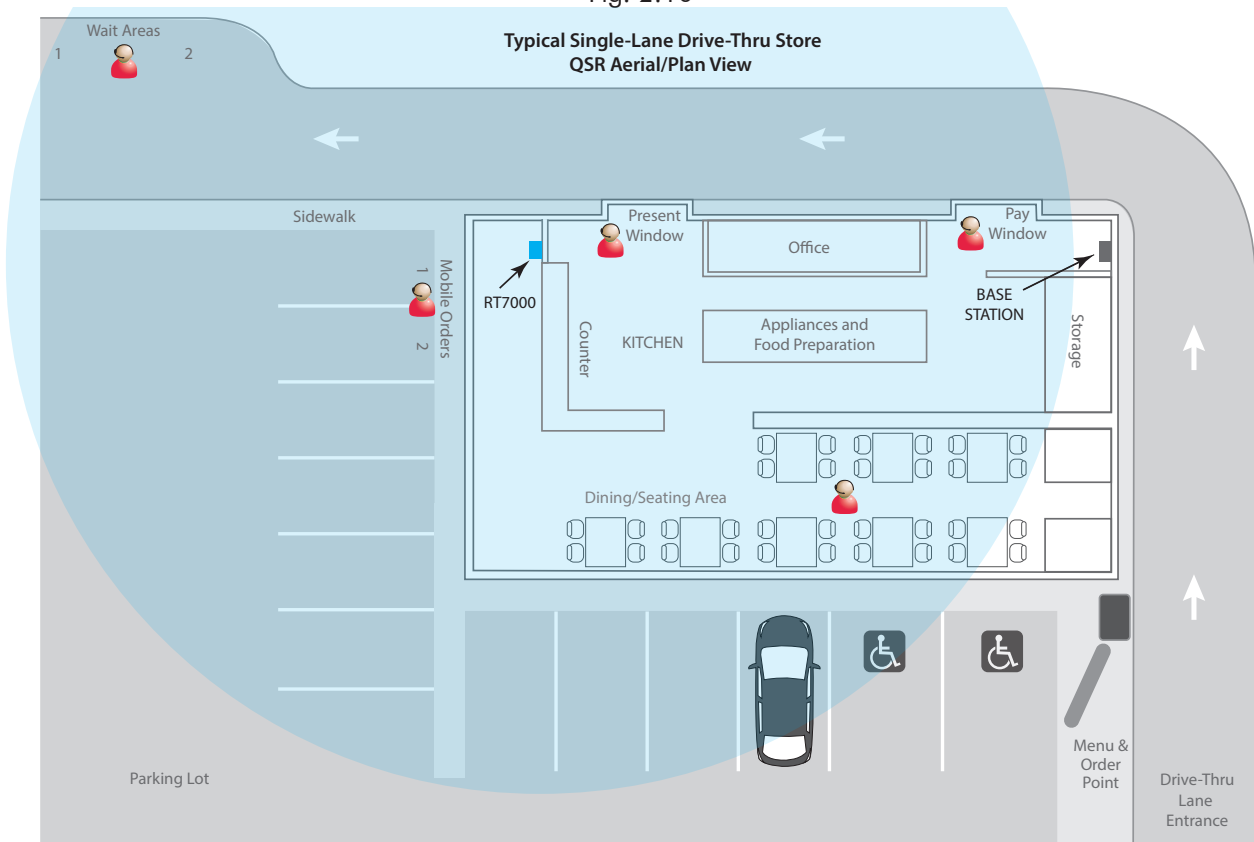 Wait Areas
1
2
Typical Single-Lane Drive-Thru Store
QSR Aerial/Plan View
Sidewalk
Present
Window
Office
Pay
Window
RT7000
BASE
STATION
1
Mobile Orders
2
Counter
KITCHEN
Appliances and
Food Preparation
Storage
Dining/Seating Area
Parking Lot
Menu &
Order
Point
Drive-Thru
Lane
Entrance